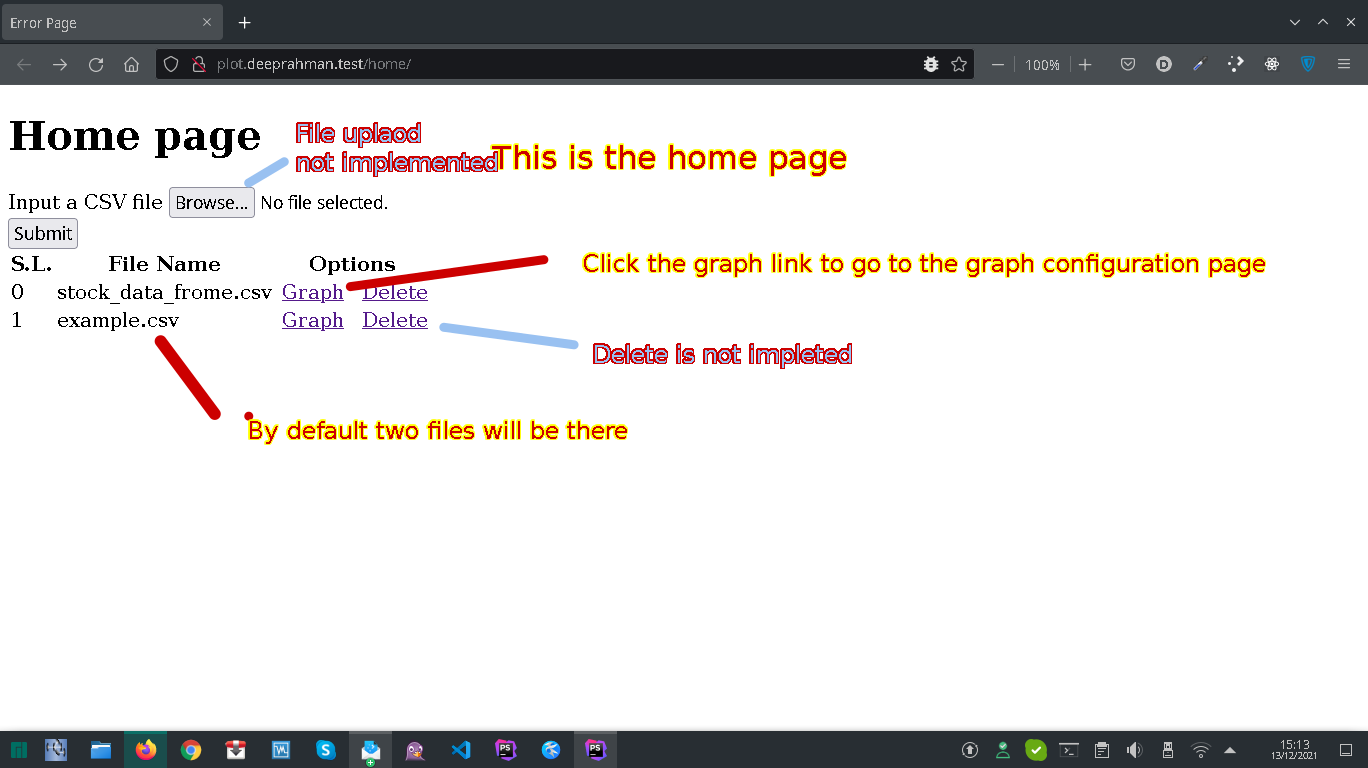 Error Page
plot.deeprahman.test/home/
100%
Home page
File uplaod
not implemented
This is the home page
Input a CSV file Browse... No file selected.
Submit
S.L. File Name Options
Click the graph link to go to the graph configuration page
0 stock_data_frome.csv Graph Delete
1 example.csv Graph Delete
Delete is not impleted
By default two files will be there
15:13
13/12/2021